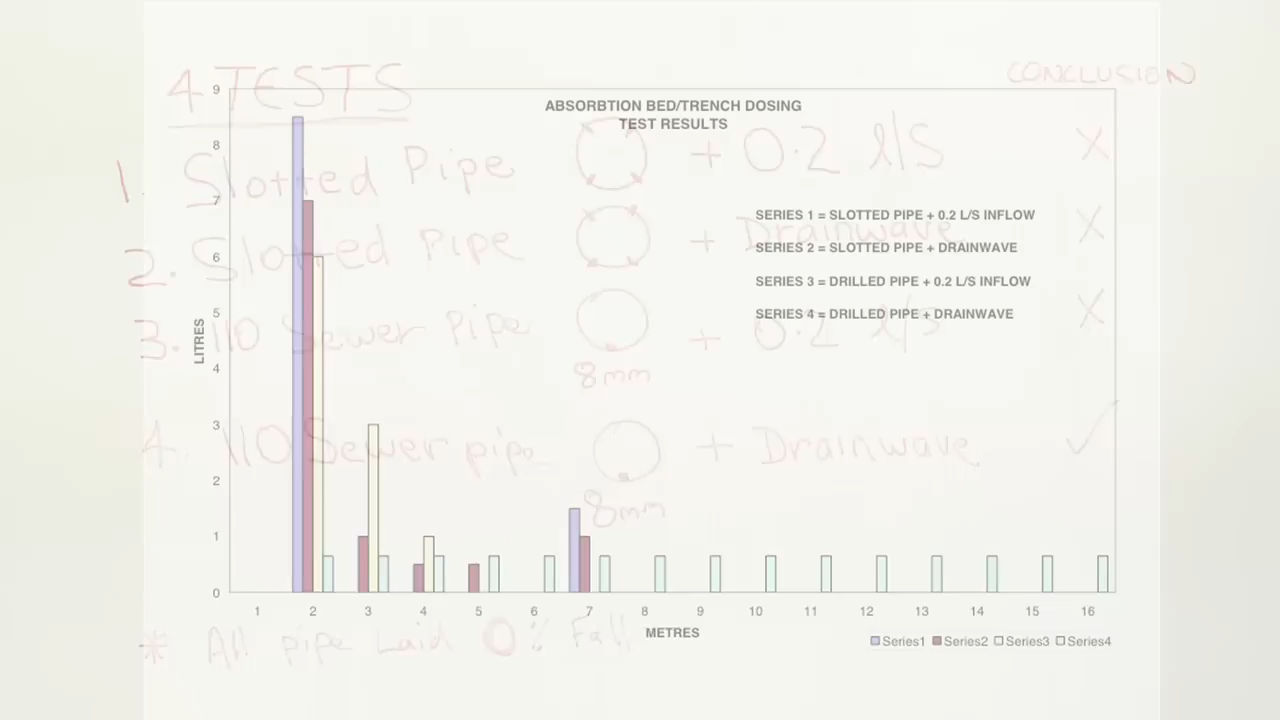 4 TESTS
CONCLUSION
ABSORBTION BED/TRENCH DOSING
TEST RESULTS
1. Slotted Pipe + 0.2 l/s X
2. Slotted Pipe + Drainwave X
3. 110 Sewer Pipe + 0.2 l/s X
8mm
4. 110 Sewer pipe + Drainwave. ✓
8mm
* All pipe Laid 0% Fall
SERIES 1 = SLOTTED PIPE + 0.2 L/S INFLOW
SERIES 2 = SLOTTED PIPE + DRAINWAVE
SERIES 3 = DRILLED PIPE + 0.2 L/S INFLOW
SERIES 4 = DRILLED PIPE + DRAINWAVE
LITRES
9
8
7
6
5
4
3
2
1
0
1 2 3 4 5 6 7 8 9 10 11 12 13 14 15 16
METRES
Series1 Series2 Series3 Series4